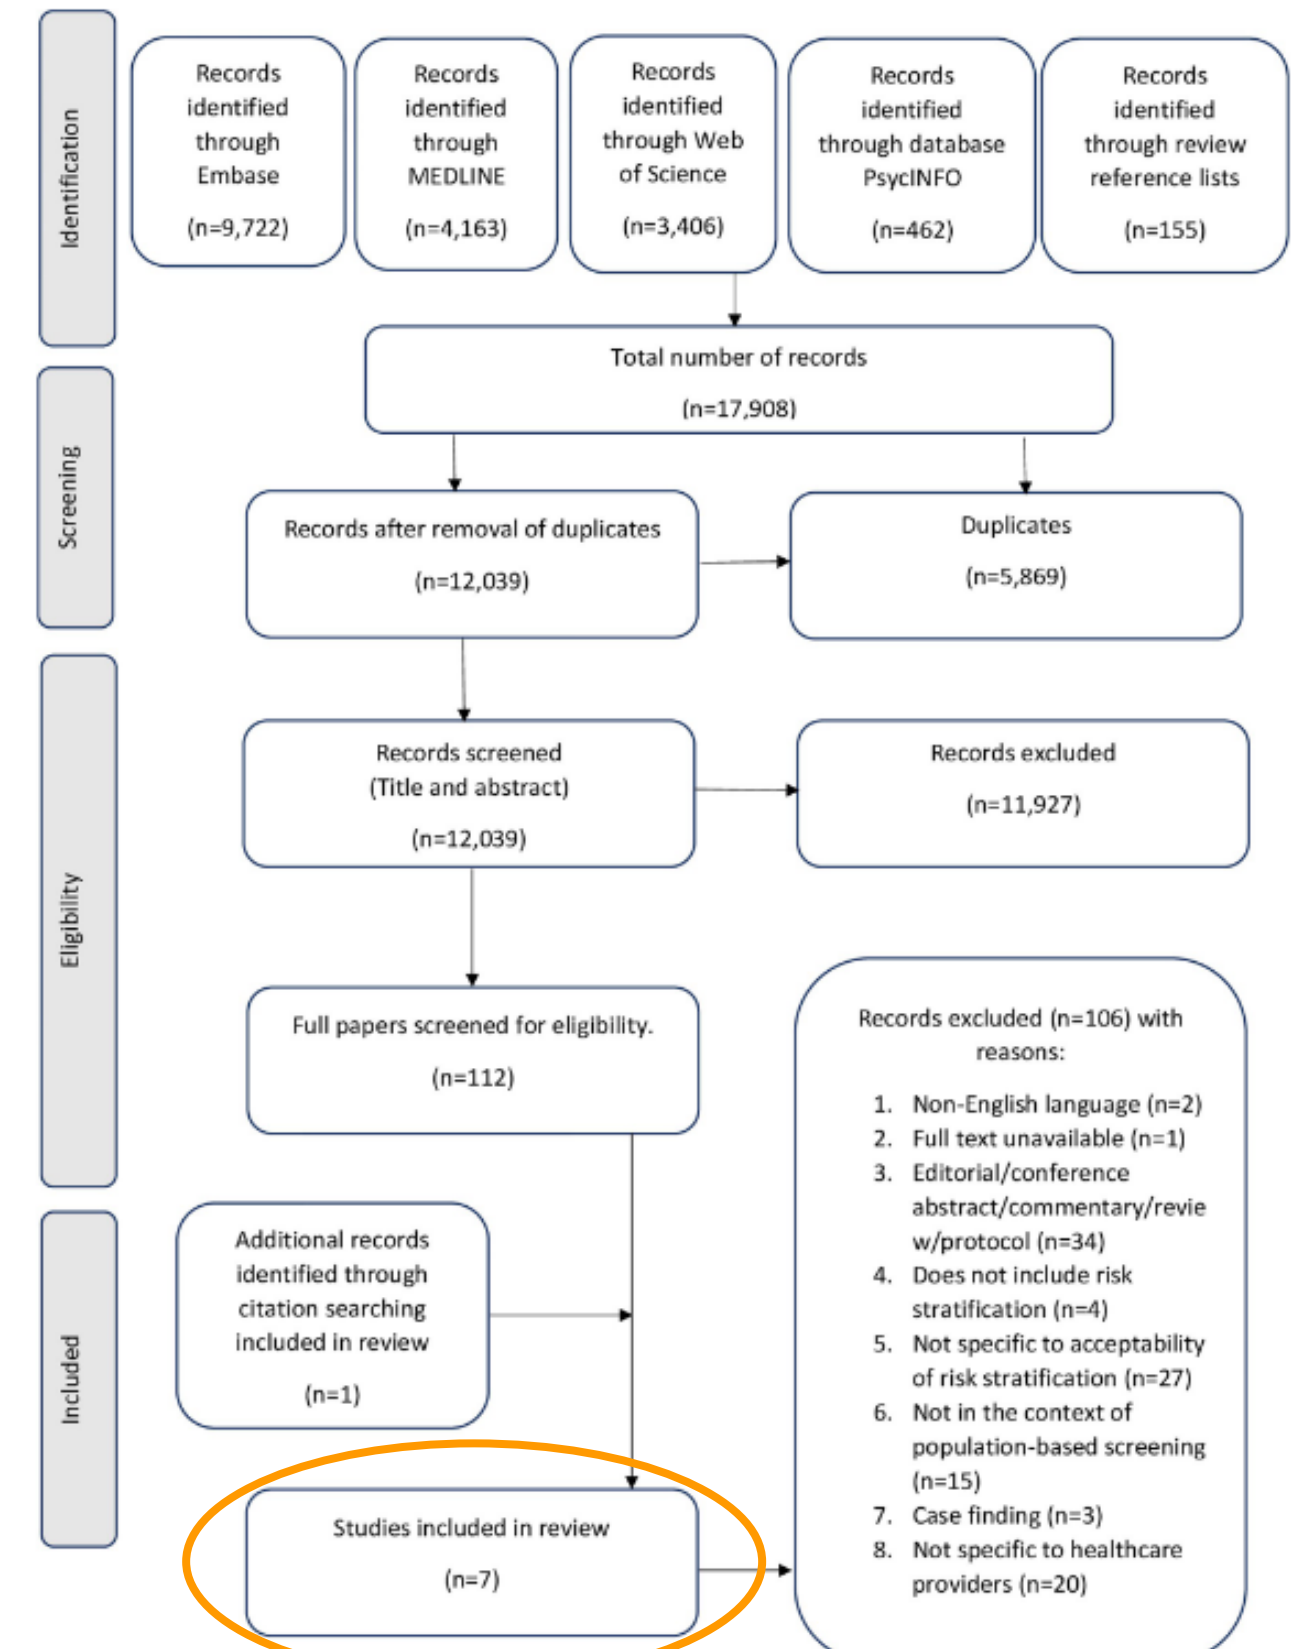 Identification
Records
identified
through
Embase
(n=9,722)
Records
identified
through
MEDLINE
(n=4,163)
Records
identified
through Web
of Science
(n=3,406)
Records
identified
through database
PsycINFO
(n=462)
Records
identified
through review
reference lists
(n=155)
Total number of records
(n=17,908)
Screening
Records after removal of duplicates
(n=12,039)
Duplicates
(n=5,869)
Eligibility
Records screened
(Title and abstract)
(n=12,039)
Records excluded
(n=11,927)
Full papers screened for eligibility.
(n=112)
Records excluded (n=106) with
reasons:
1. Non-English language (n=2)
2. Full text unavailable (n=1)
3. Editorial/conference
abstract/commentary/revie
w/protocol (n=34)
4. Does not include risk
stratification (n=4)
5. Not specific to acceptability
of risk stratification (n=27)
6. Not in the context of
population-based screening
(n=15)
7. Case finding (n=3)
8. Not specific to healthcare
providers (n=20)
Included
Additional records
identified through
citation searching
included in review
(n=1)
Studies included in review
(n=7)